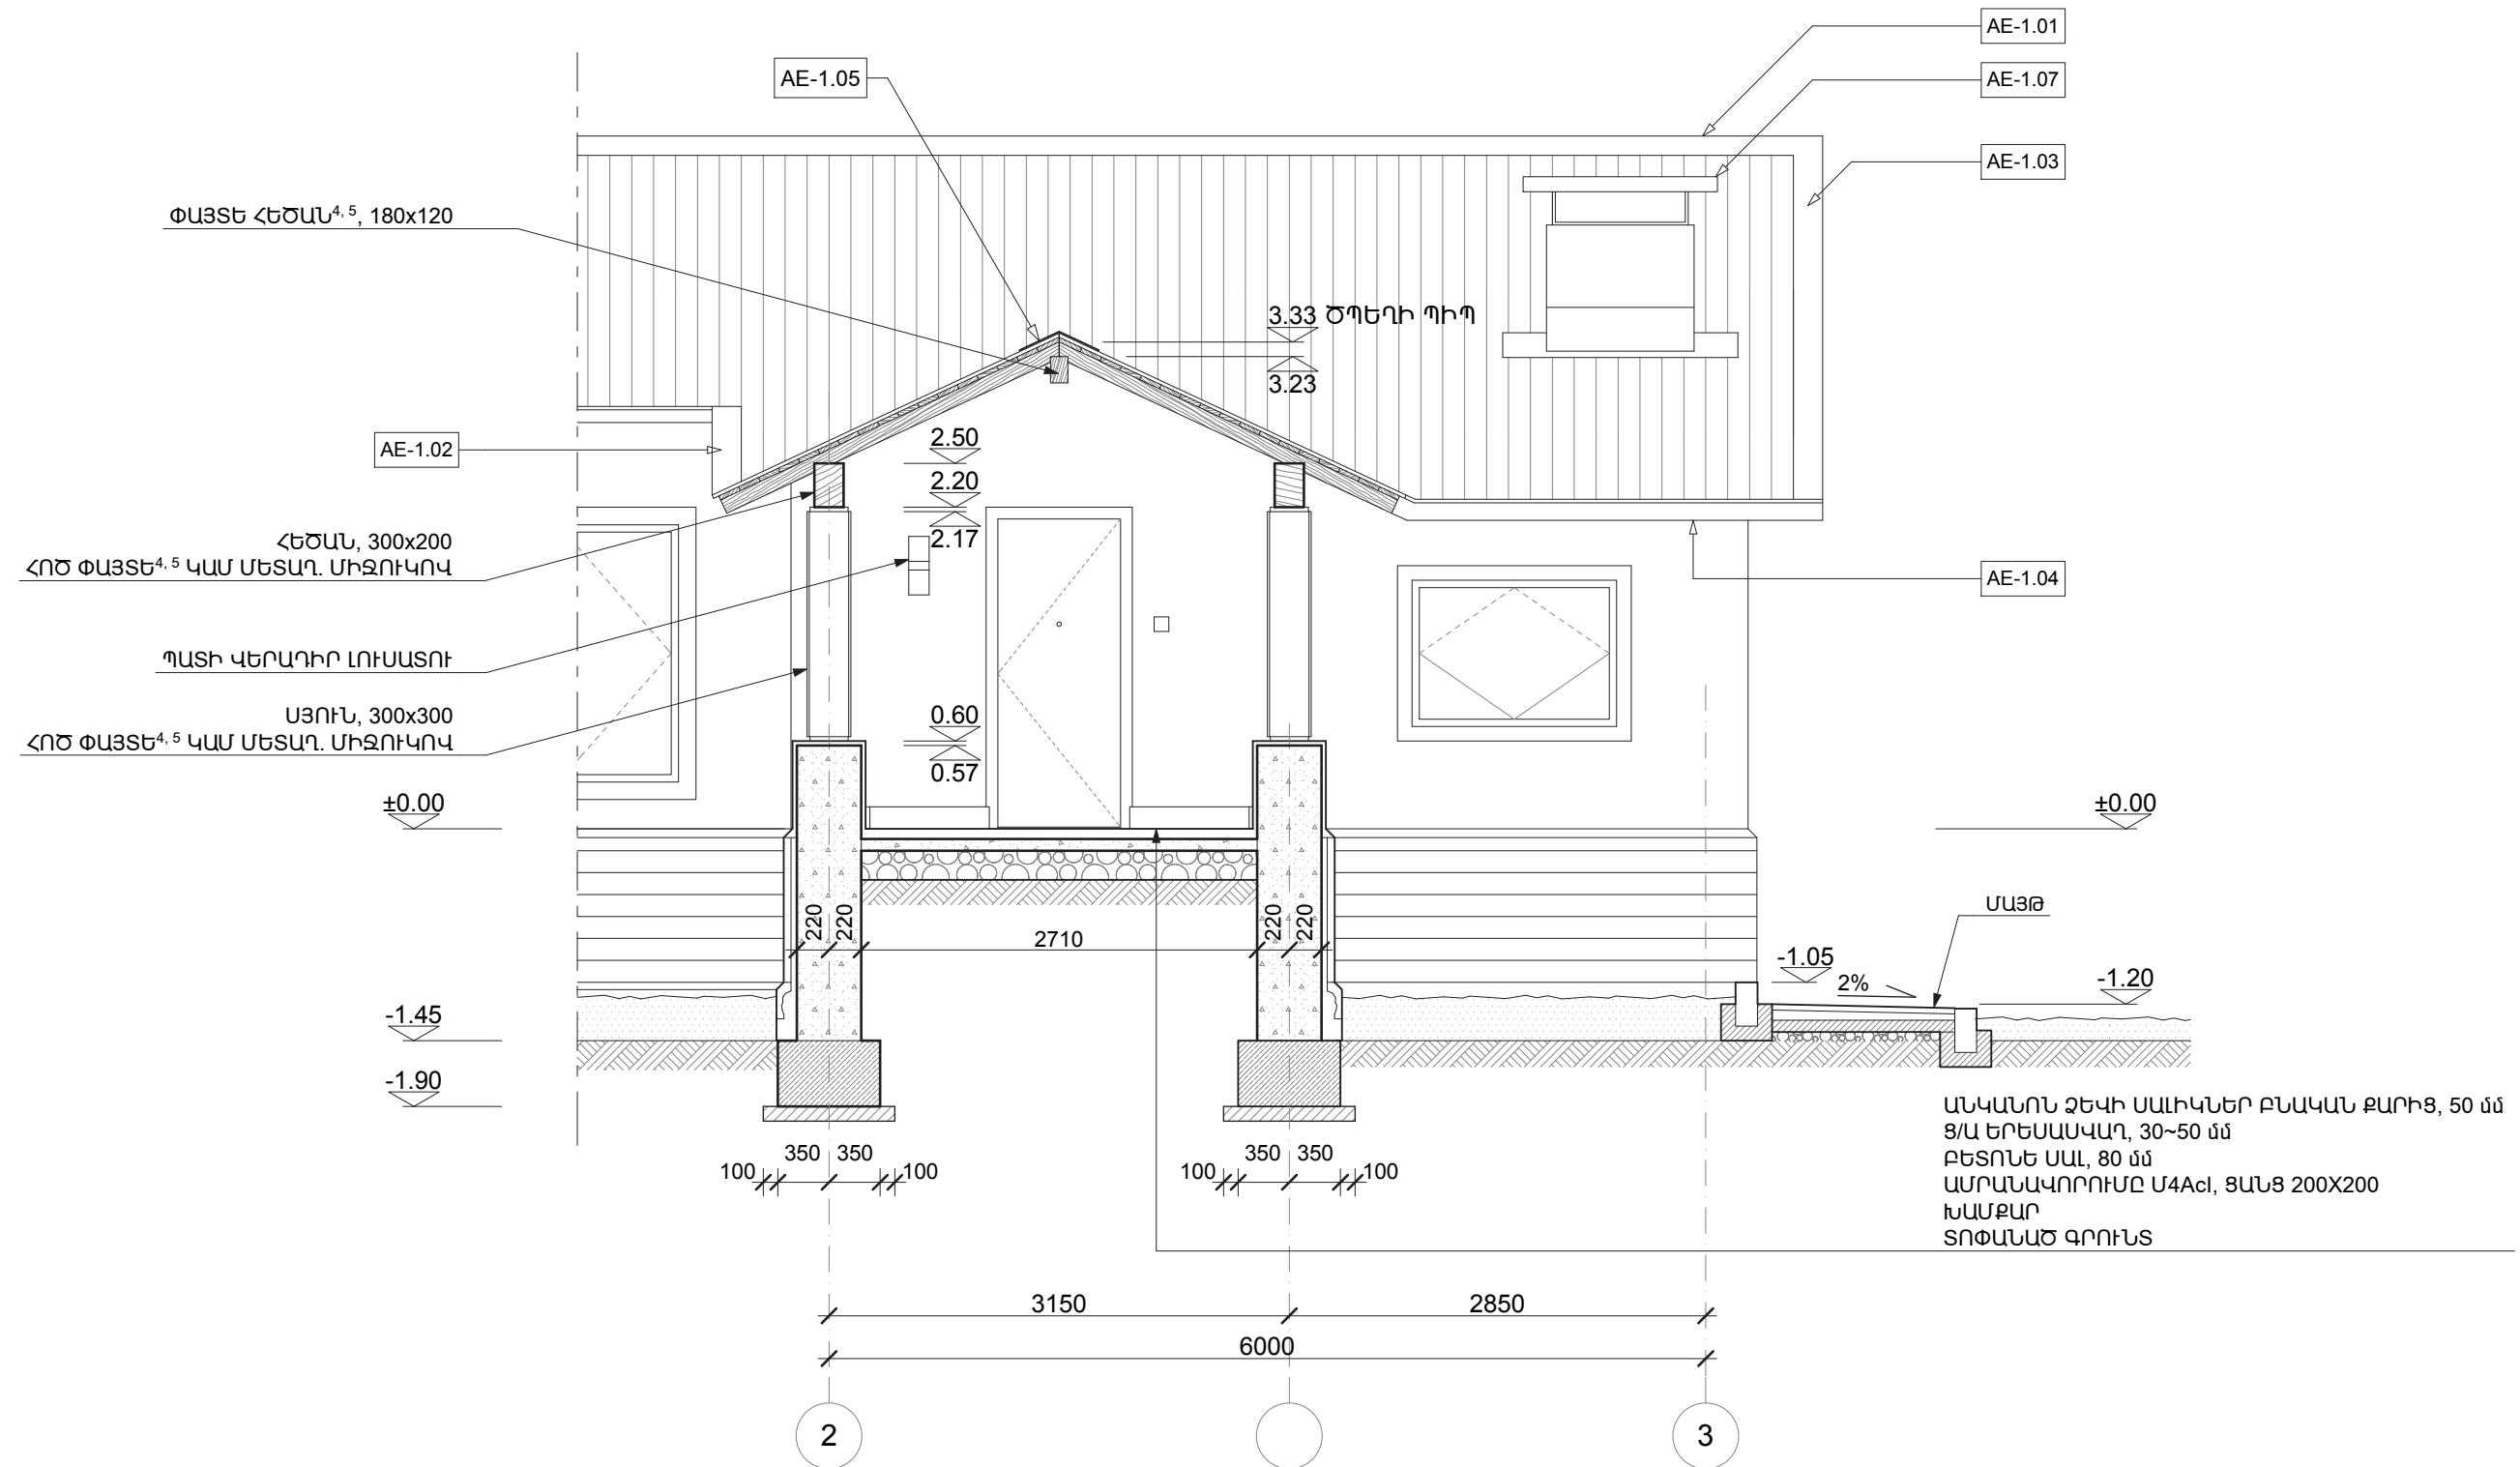 AE-1.01
AE-1.05
AE-1.07
AE-1.03
ՓԱՅՏԵ ՀԵԾԱՆ4, 5, 180x120
3.33 ԾՊԵՂԻ ՊԻՊ
3.23
AE-1.02
2.50
2.20
2.17
ՀԵԾԱՆ, 300x200
ՀՈԾ ՓԱՅՏԵ4, 5 ԿԱՄ ՄԵՏԱՂ. ՄԻՋՈՒԿՈՎ
AE-1.04
ՊԱՏԻ ՎԵՐԱԴԻՐ ԼՈՒՍԱՏՈՒ
ՍՅՈՒՆ, 300x300
ՀՈԾ ՓԱՅՏԵ4, 5 ԿԱՄ ՄԵՏԱՂ. ՄԻՋՈՒԿՈՎ
0.60
0.57
±0.00
±0.00
ՄԱՅԹ
220 220
2710
220 220
-1.05
2%
-1.20
-1.45
-1.90
ԱՆԿԱՆՈՆ ՁԵՎԻ ՍԱԼԻԿՆԵՐ ԲՆԱԿԱՆ ՔԱՐԻՑ, 50 մմ
Ց/Ա ԵՐԵՍԱՍՎԱՂ, 30~50 մմ
ԲԵՏՈՆԵ ՍԱԼ, 80 մմ
ԱՄՐԱՆԱՎՈՐՈՒՄԸ Մ4AcI, ՑԱՆՑ 200X200
ԽԱՄՔԱՐ
ՏՈՓԱՆԱԾ ԳՐՈՒՆՏ
100 350 350 100
100 350 350 100
3150
2850
6000
2
3